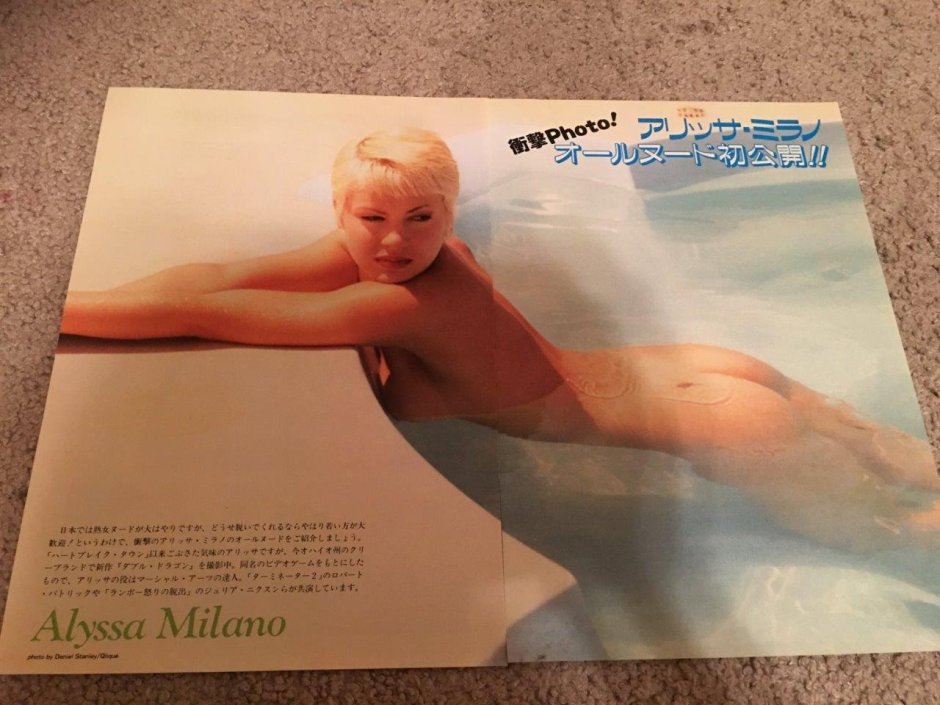 衝撃Photo!
アリッサ・ミラノ
オールヌード初公開!!
日本では熟女ヌードが大はやりですが、どうせ脱いでくれるならやはり若い方が大
歓迎!というわけで、衝撃のアリッサ・ミラノのオールヌードをご紹介しましょう。
「ハートブレイク・タウン」以来ごぶさた気味のアリッサですが、今オハイオ州のクリ
ーブランドで新作『ダブル・ドラゴン』を撮影中。同名のビデオゲームをもとにした
もので、アリッサの役はマーシャル・アーツの達人。「ターミネーター2」のロバート
・パトリックや「ランボー怒りの脱出」のジュリア・ニクスンらが共演しています。
Alyssa Milano
photo by Daniel Stanley/Qlique